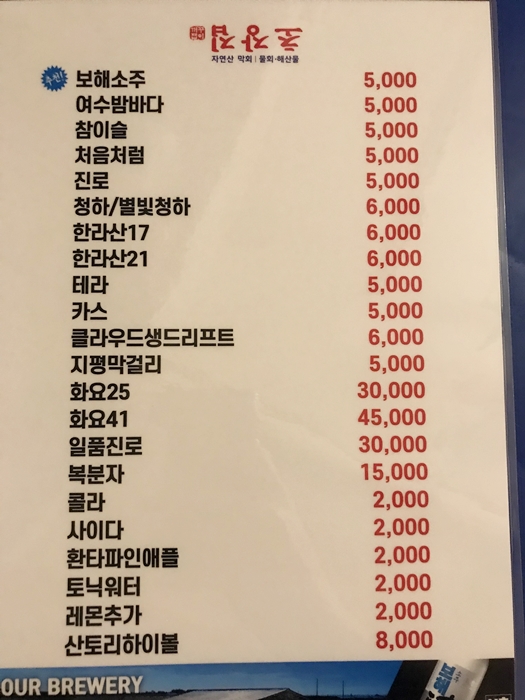 초장집
자연산 막회 | 물회·해산물
추천! 보해소주 5,000
여수밤바다 5,000
참이슬 5,000
처음처럼 5,000
진로 5,000
청하/별빛청하 6,000
한라산17 6,000
한라산21 6,000
테라 5,000
카스 5,000
클라우드생드리프트 6,000
지평막걸리 5,000
화요25 30,000
화요41 45,000
일품진로 30,000
복분자 15,000
콜라 2,000
사이다 2,000
환타파인애플 2,000
토닉워터 2,000
레몬추가 2,000
산토리하이볼 8,000
OUR BREWERY